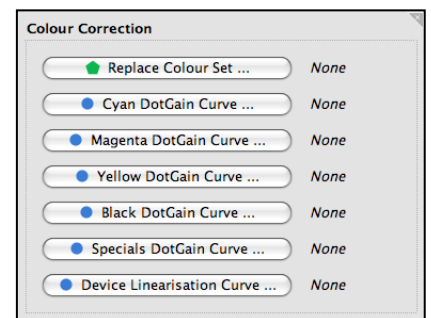 Colour Correction
Replace Colour Set ... None
Cyan DotGain Curve ... None
Magenta DotGain Curve ... None
Yellow DotGain Curve ... None
Black DotGain Curve ... None
Specials DotGain Curve ... None
Device Linearisation Curve ... None